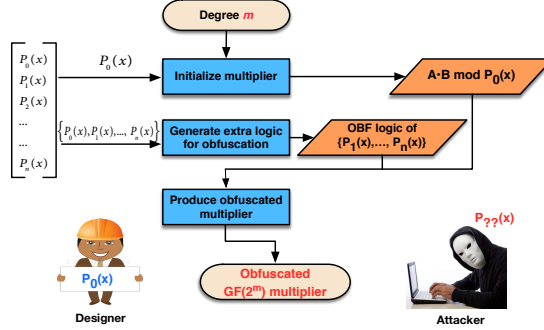 Degree m
P0(x)
P1(x)
P2(x)
...
...
Pn(x)
P0(x)
Initialize multiplier
A·B mod P0(x)
{P0(x),P1(x),..., Pn(x)}
Generate extra logic
for obfuscation
OBF logic of
{P1(x),..., Pn(x)}
Produce obfuscated
multiplier
Obfuscated
GF(2^m) multiplier
P0(x)
Designer
P??(x)
Attacker